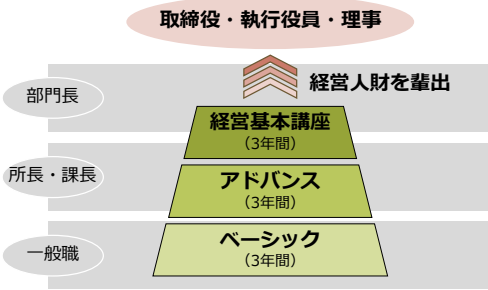 取締役・執行役員・理事
経営人財を輩出
部門長
経営基本講座
（3年間）
所長・課長
アドバンス
（3年間）
一般職
ベーシック
（3年間）